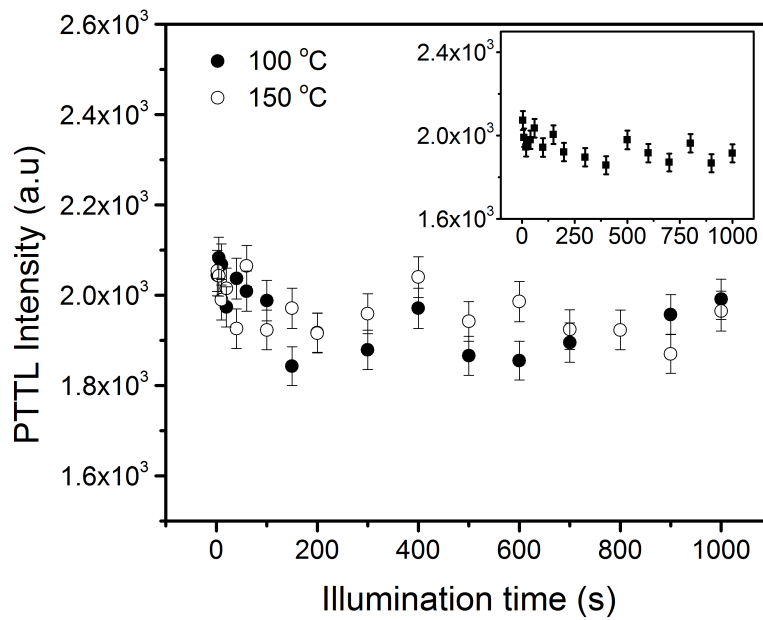 2.6x10³
2.4x10³
2.2x10³
2.0x10³
1.8x10³
1.6x10³
PTTL Intensity (a.u)
100 °C
150 °C
2.4x10³
2.0x10³
1.6x10³
0 250 500 750 1000
0 200 400 600 800 1000
Illumination time (s)